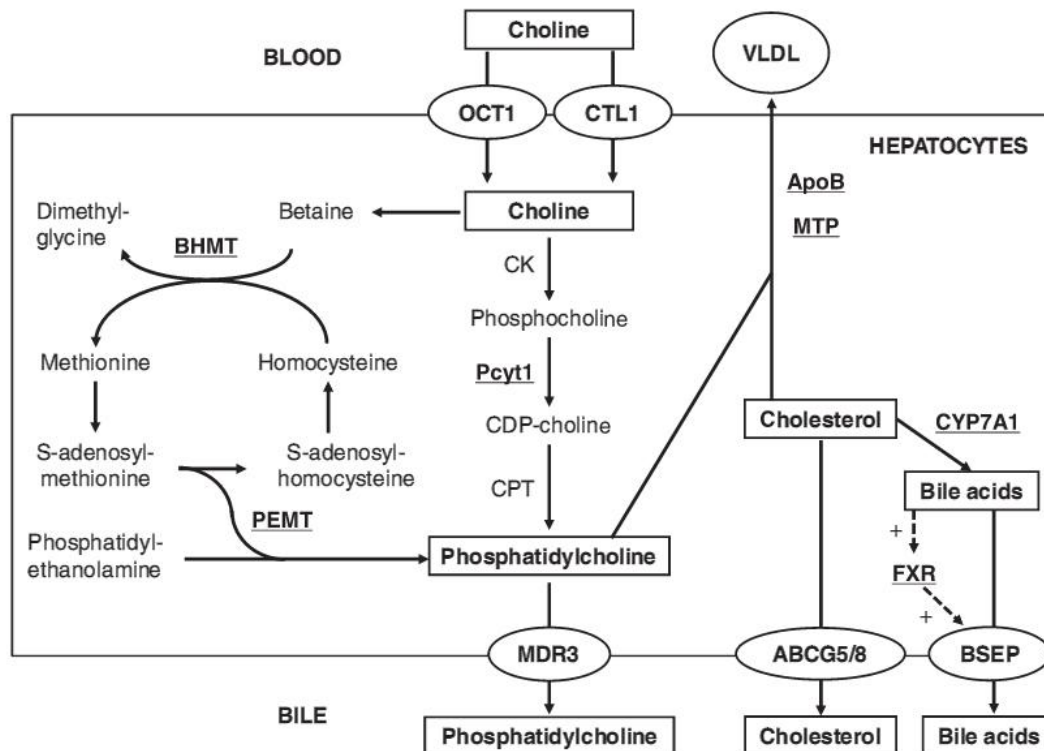 Choline
BLOOD
VLDL
OCT1
CTL1
HEPATOCYTES
ApoB
MTP
Dimethyl-
glycine
BHMT
Betaine
Choline
CK
Phosphocholine
Methionine
Homocysteine
Pcyt1
CDP-choline
Cholesterol
CYP7A1
S-adenosyl-
methionine
S-adenosyl-
homocysteine
CPT
Bile acids
PEMT
+
Phosphatidyl-
ethanolamine
Phosphatidylcholine
FXR
+
MDR3
ABCG5/8
BSEP
BILE
Phosphatidylcholine
Cholesterol
Bile acids